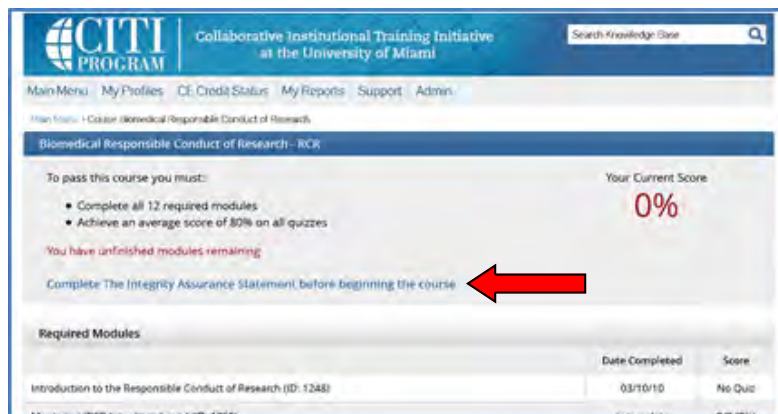 CITI
PROGRAM
Collaborative Institutional Training Initiative
at the University of Miami
Search Knowledge Base
Main Menu My Profiles CE Credit Status My Reports Support Admin
Main Menu › Course Biomedical Responsible Conduct of Research
Biomedical Responsible Conduct of Research - RCR
To pass this course you must:
• Complete all 12 required modules
• Achieve an average score of 80% on all quizzes
Your Current Score
0%
You have unfinished modules remaining
Complete The Integrity Assurance Statement before beginning the course
Required Modules
Date Completed Score
Introduction to the Responsible Conduct of Research (ID: 1248) 03/10/10 No Quiz